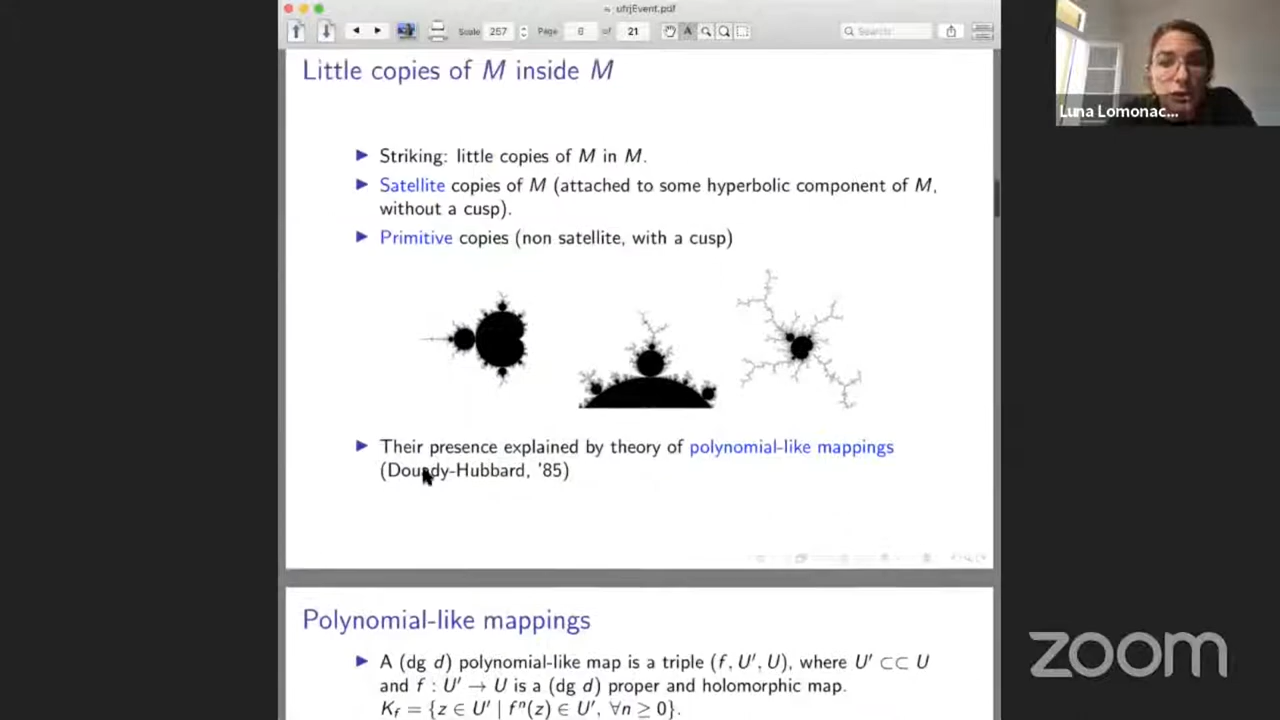 ufrjEvent.pdf
Scale 257 Page 8 of 21 Search
Little copies of M inside M
Luna Lomonac...
▶ Striking: little copies of M in M.
▶ Satellite copies of M (attached to some hyperbolic component of M,
without a cusp).
▶ Primitive copies (non satellite, with a cusp)
▶ Their presence explained by theory of polynomial-like mappings
(Douady-Hubbard, '85)
Polynomial-like mappings
▶ A (dg d) polynomial-like map is a triple (f, U′, U), where U′ ⊂⊂ U
and f : U′ → U is a (dg d) proper and holomorphic map.
K_f = {z ∈ U′ | fⁿ(z) ∈ U′, ∀n ≥ 0}.
zoom